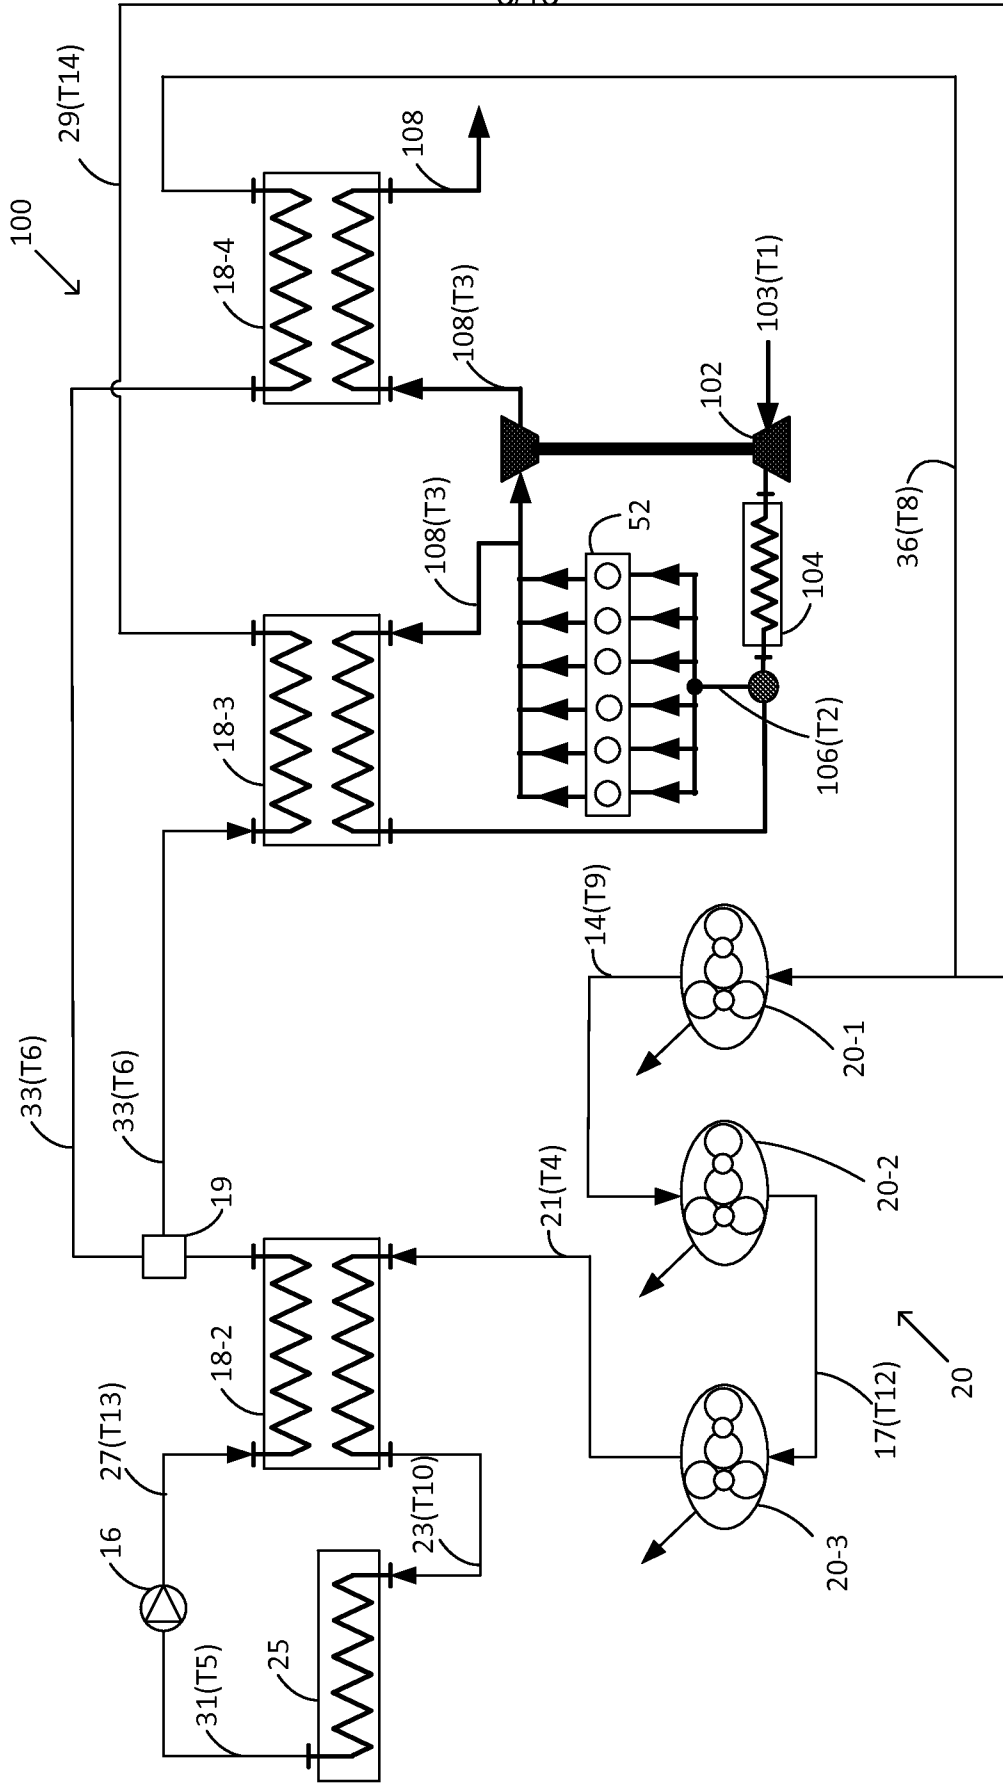 100
33(T6)
29(T14)
16
27(T13)
33(T6)
31(T5)
18-2
19
18-3
18-4
25
23(T10)
108(T3)
108(T3)
108
21(T4)
14(T9)
52
102
103(T1)
104
106(T2)
20-3
20-2
20-1
17(T12)
36(T8)
20